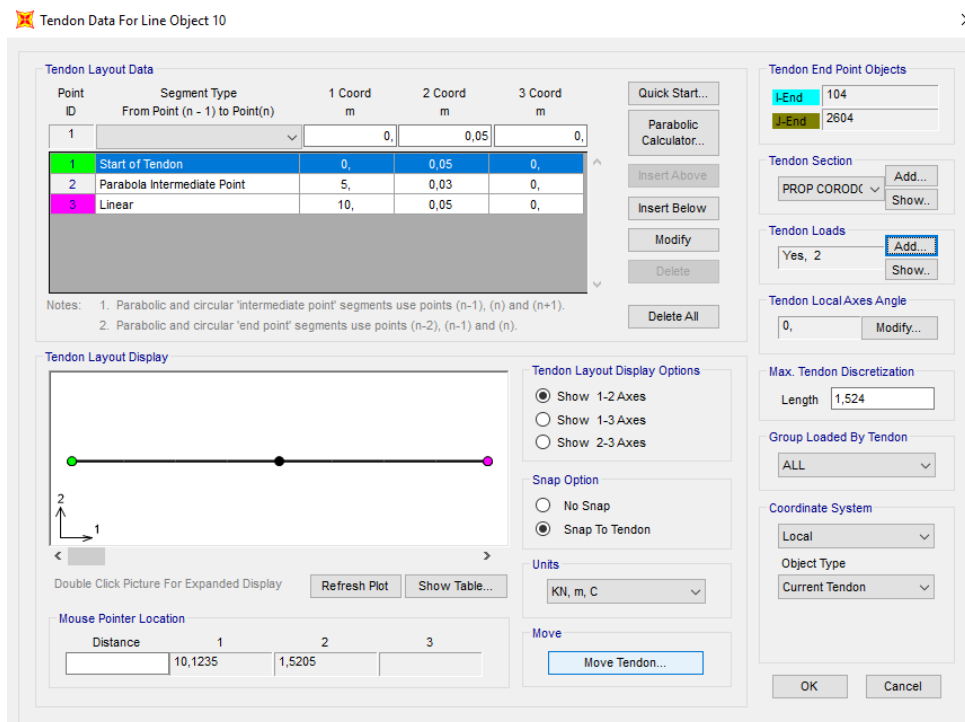 Tendon Data For Line Object 10
Tendon Layout Data
Point Segment Type 1 Coord 2 Coord 3 Coord
ID From Point (n - 1) to Point(n) m m m
1 0, 0,05 0,
1 Start of Tendon 0, 0,05 0,
2 Parabola Intermediate Point 5, 0,03 0,
3 Linear 10, 0,05 0,
Notes: 1. Parabolic and circular 'intermediate point' segments use points (n-1), (n) and (n+1).
2. Parabolic and circular 'end point' segments use points (n-2), (n-1) and (n).
Quick Start...
Parabolic
Calculator...
Insert Above
Insert Below
Modify
Delete
Delete All
Tendon End Point Objects
I-End 104
J-End 2604
Tendon Section
PROP CORODO
Add...
Show..
Tendon Loads
Yes, 2
Add...
Show..
Tendon Local Axes Angle
0, Modify...
Max. Tendon Discretization
Length 1,524
Group Loaded By Tendon
ALL
Coordinate System
Local
Object Type
Current Tendon
Tendon Layout Display
2
1
Double Click Picture For Expanded Display
Refresh Plot
Show Table...
Mouse Pointer Location
Distance 1 2 3
10,1235 1,5205
Tendon Layout Display Options
Show 1-2 Axes
Show 1-3 Axes
Show 2-3 Axes
Snap Option
No Snap
Snap To Tendon
Units
KN, m, C
Move
Move Tendon...
OK
Cancel